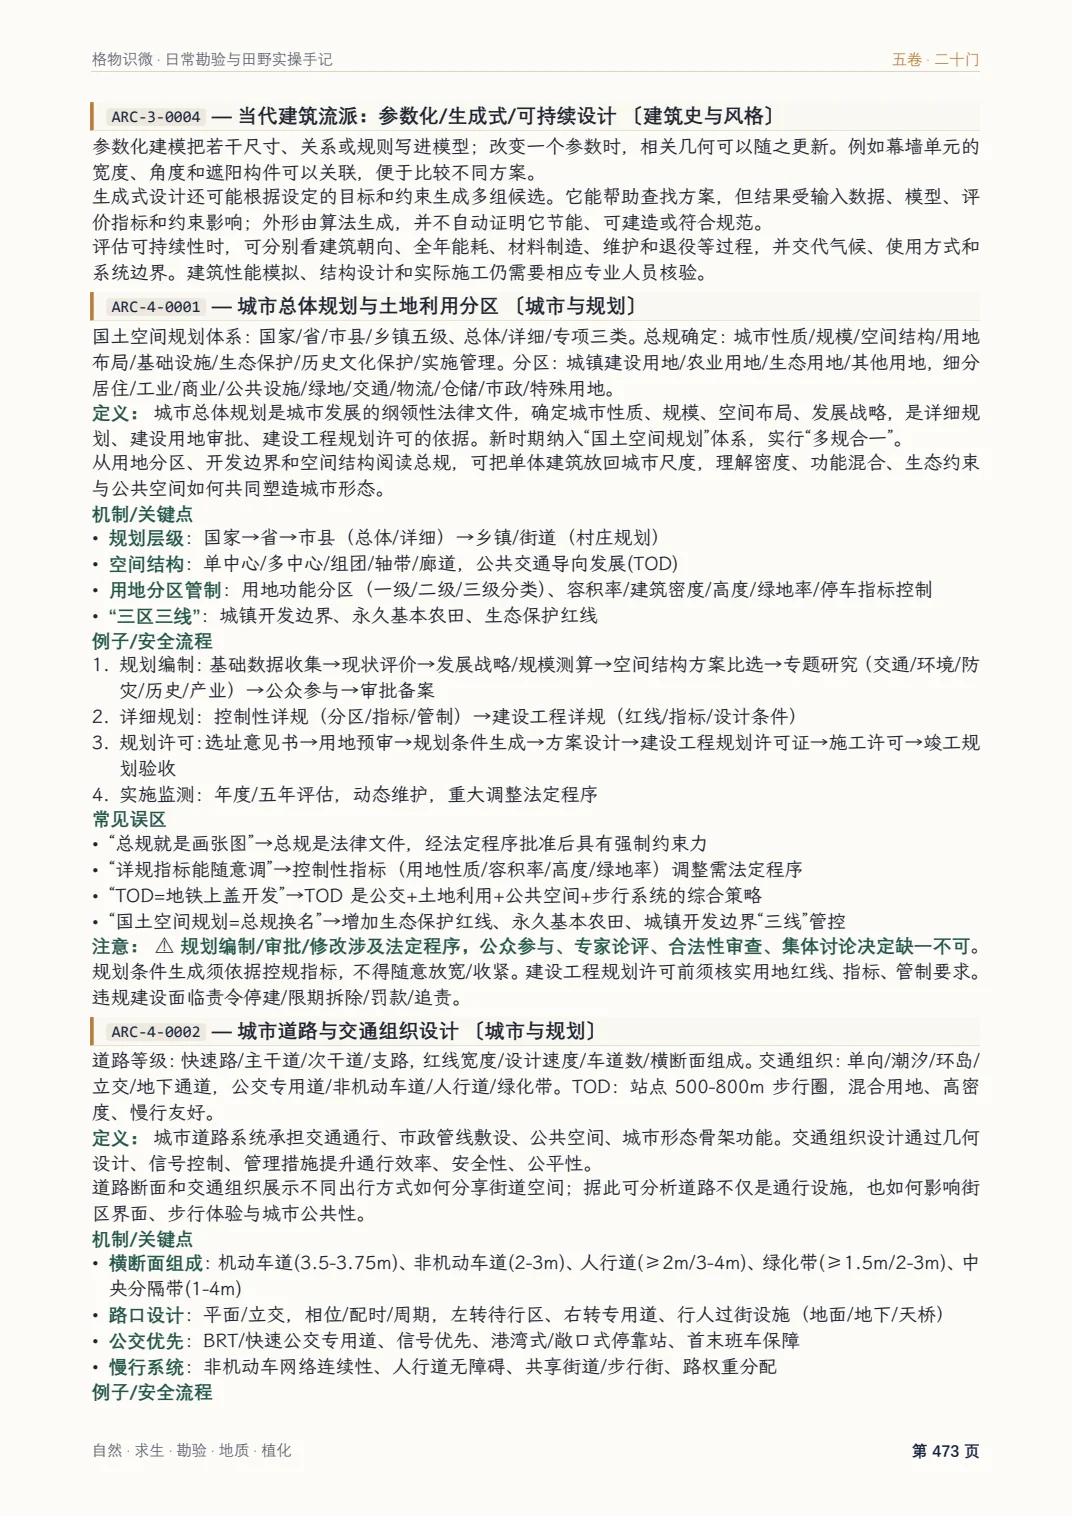 格物识微 · 日常勘验与田野实操手记
五卷 · 二十门
ARC-3-0004 — 当代建筑流派：参数化/生成式/可持续设计 〔建筑史与风格〕
参数化建模把若干尺寸、关系或规则写进模型；改变一个参数时，相关几何可以随之更新。例如幕墙单元的
宽度、角度和遮阳构件可以关联，便于比较不同方案。
生成式设计还可能根据设定的目标和约束生成多组候选。它能帮助查找方案，但结果受输入数据、模型、评
价指标和约束影响；外形由算法生成，并不自动证明它节能、可建造或符合规范。
评估可持续性时，可分别看建筑朝向、全年能耗、材料制造、维护和退役等过程，并交代气候、使用方式和
系统边界。建筑性能模拟、结构设计和实际施工仍需要相应专业人员核验。
ARC-4-0001 — 城市总体规划与土地利用分区 〔城市与规划〕
国土空间规划体系：国家/省/市县/乡镇五级、总体/详细/专项三类。总规确定：城市性质/规模/空间结构/用地
布局/基础设施/生态保护/历史文化保护/实施管理。分区：城镇建设用地/农业用地/生态用地/其他用地，细分
居住/工业/商业/公共设施/绿地/交通/物流/仓储/市政/特殊用地。
定义： 城市总体规划是城市发展的纲领性法律文件，确定城市性质、规模、空间布局、发展战略，是详细规
划、建设用地审批、建设工程规划许可的依据。新时期纳入“国土空间规划”体系，实行“多规合一”。
从用地分区、开发边界和空间结构阅读总规，可把单体建筑放回城市尺度，理解密度、功能混合、生态约束
与公共空间如何共同塑造城市形态。
机制/关键点
• 规划层级：国家→省→市县（总体/详细）→乡镇/街道（村庄规划）
• 空间结构：单中心/多中心/组团/轴带/廊道，公共交通导向发展(TOD)
• 用地分区管制：用地功能分区（一级/二级/三级分类）、容积率/建筑密度/高度/绿地率/停车指标控制
• “三区三线”：城镇开发边界、永久基本农田、生态保护红线
例子/安全流程
1. 规划编制：基础数据收集→现状评价→发展战略/规模测算→空间结构方案比选→专题研究（交通/环境/防
灾/历史/产业）→公众参与→审批备案
2. 详细规划：控制性详规（分区/指标/管制）→建设工程详规（红线/指标/设计条件）
3. 规划许可：选址意见书→用地预审→规划条件生成→方案设计→建设工程规划许可证→施工许可→竣工规
划验收
4. 实施监测：年度/五年评估，动态维护，重大调整法定程序
常见误区
• “总规就是画张图”→总规是法律文件，经法定程序批准后具有强制约束力
• “详规指标能随意调”→控制性指标（用地性质/容积率/高度/绿地率）调整需法定程序
• “TOD=地铁上盖开发”→TOD 是公交+土地利用+公共空间+步行系统的综合策略
• “国土空间规划=总规换名”→增加生态保护红线、永久基本农田、城镇开发边界“三线”管控
注意： ⚠ 规划编制/审批/修改涉及法定程序，公众参与、专家论评、合法性审查、集体讨论决定缺一不可。
规划条件生成须依据控规指标，不得随意放宽/收紧。建设工程规划许可前须核实用地红线、指标、管制要求。
违规建设面临责令停建/限期拆除/罚款/追责。
ARC-4-0002 — 城市道路与交通组织设计 〔城市与规划〕
道路等级：快速路/主干道/次干道/支路，红线宽度/设计速度/车道数/横断面组成。交通组织：单向/潮汐/环岛/
立交/地下通道，公交专用道/非机动车道/人行道/绿化带。TOD：站点 500-800m 步行圈，混合用地、高密
度、慢行友好。
定义： 城市道路系统承担交通通行、市政管线敷设、公共空间、城市形态骨架功能。交通组织设计通过几何
设计、信号控制、管理措施提升通行效率、安全性、公平性。
道路断面和交通组织展示不同出行方式如何分享街道空间；据此可分析道路不仅是通行设施，也如何影响街
区界面、步行体验与城市公共性。
机制/关键点
• 横断面组成：机动车道(3.5-3.75m)、非机动车道(2-3m)、人行道(≥2m/3-4m)、绿化带(≥1.5m/2-3m)、中
央分隔带(1-4m)
• 路口设计：平面/立交，相位/配时/周期，左转待行区、右转专用道、行人过街设施（地面/地下/天桥）
• 公交优先：BRT/快速公交专用道、信号优先、港湾式/敞口式停靠站、首末班车保障
• 慢行系统：非机动车网络连续性、人行道无障碍、共享街道/步行街、路权重分配
例子/安全流程
自然 · 求生 · 勘验 · 地质 · 植化
第 473 页